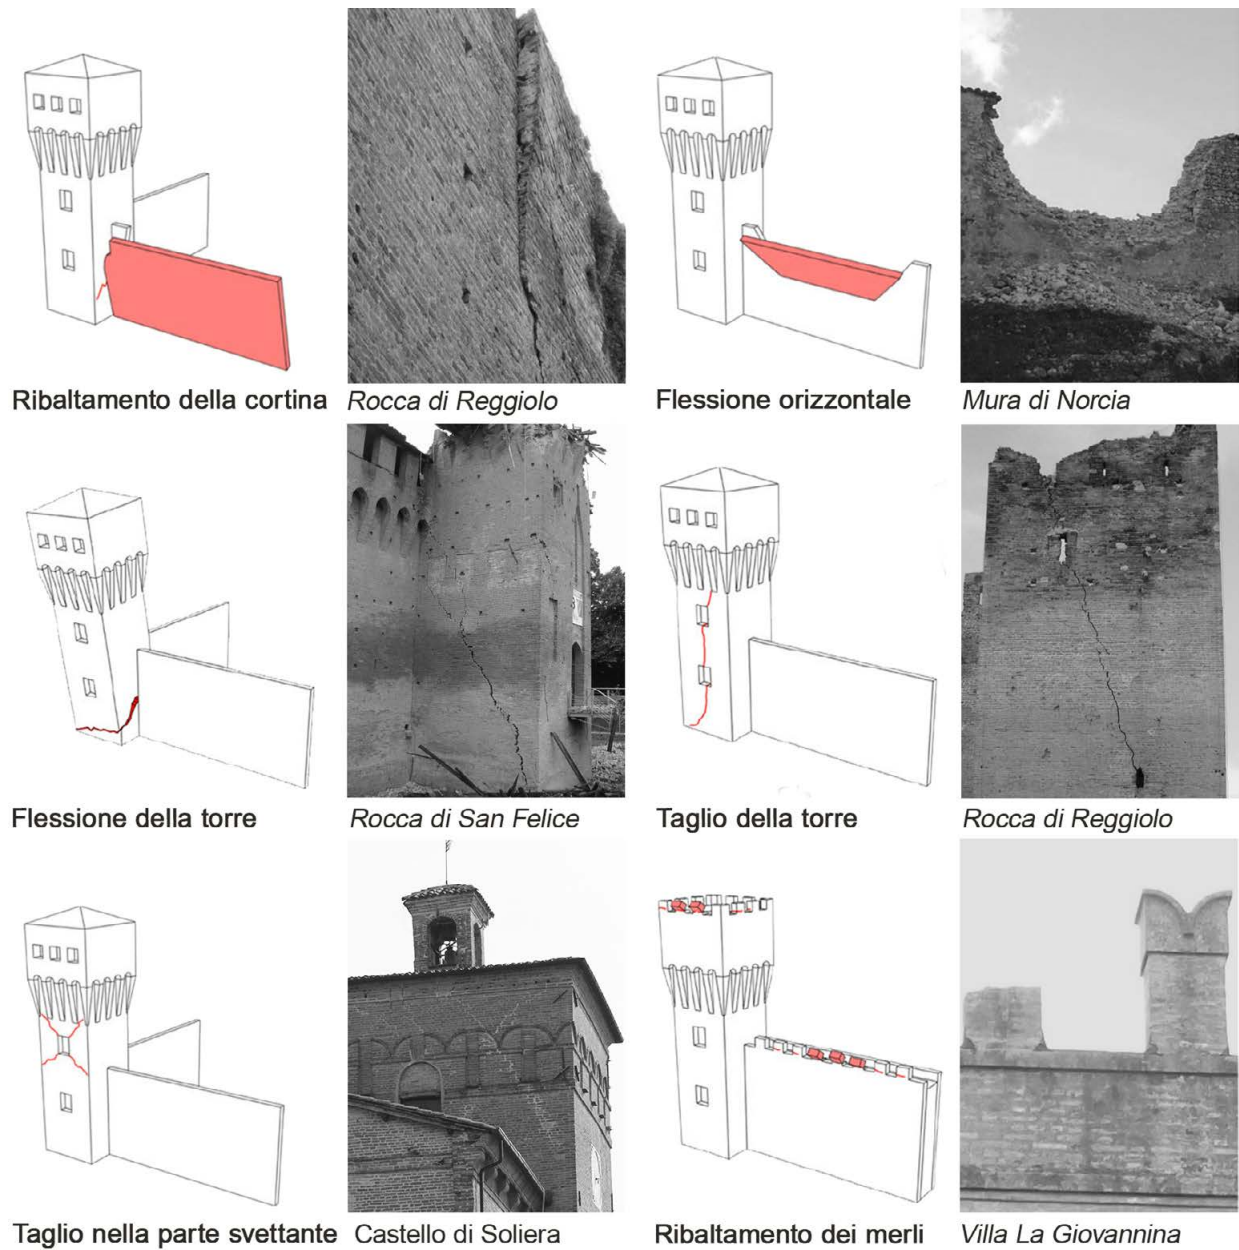 Ribaltamento della cortina
Rocca di Reggiolo
Flessione orizzontale
Mura di Norcia
Flessione della torre
Rocca di San Felice
Taglio della torre
Rocca di Reggiolo
Taglio nella parte svettante
Castello di Soliera
Ribaltamento dei merli
Villa La Giovannina